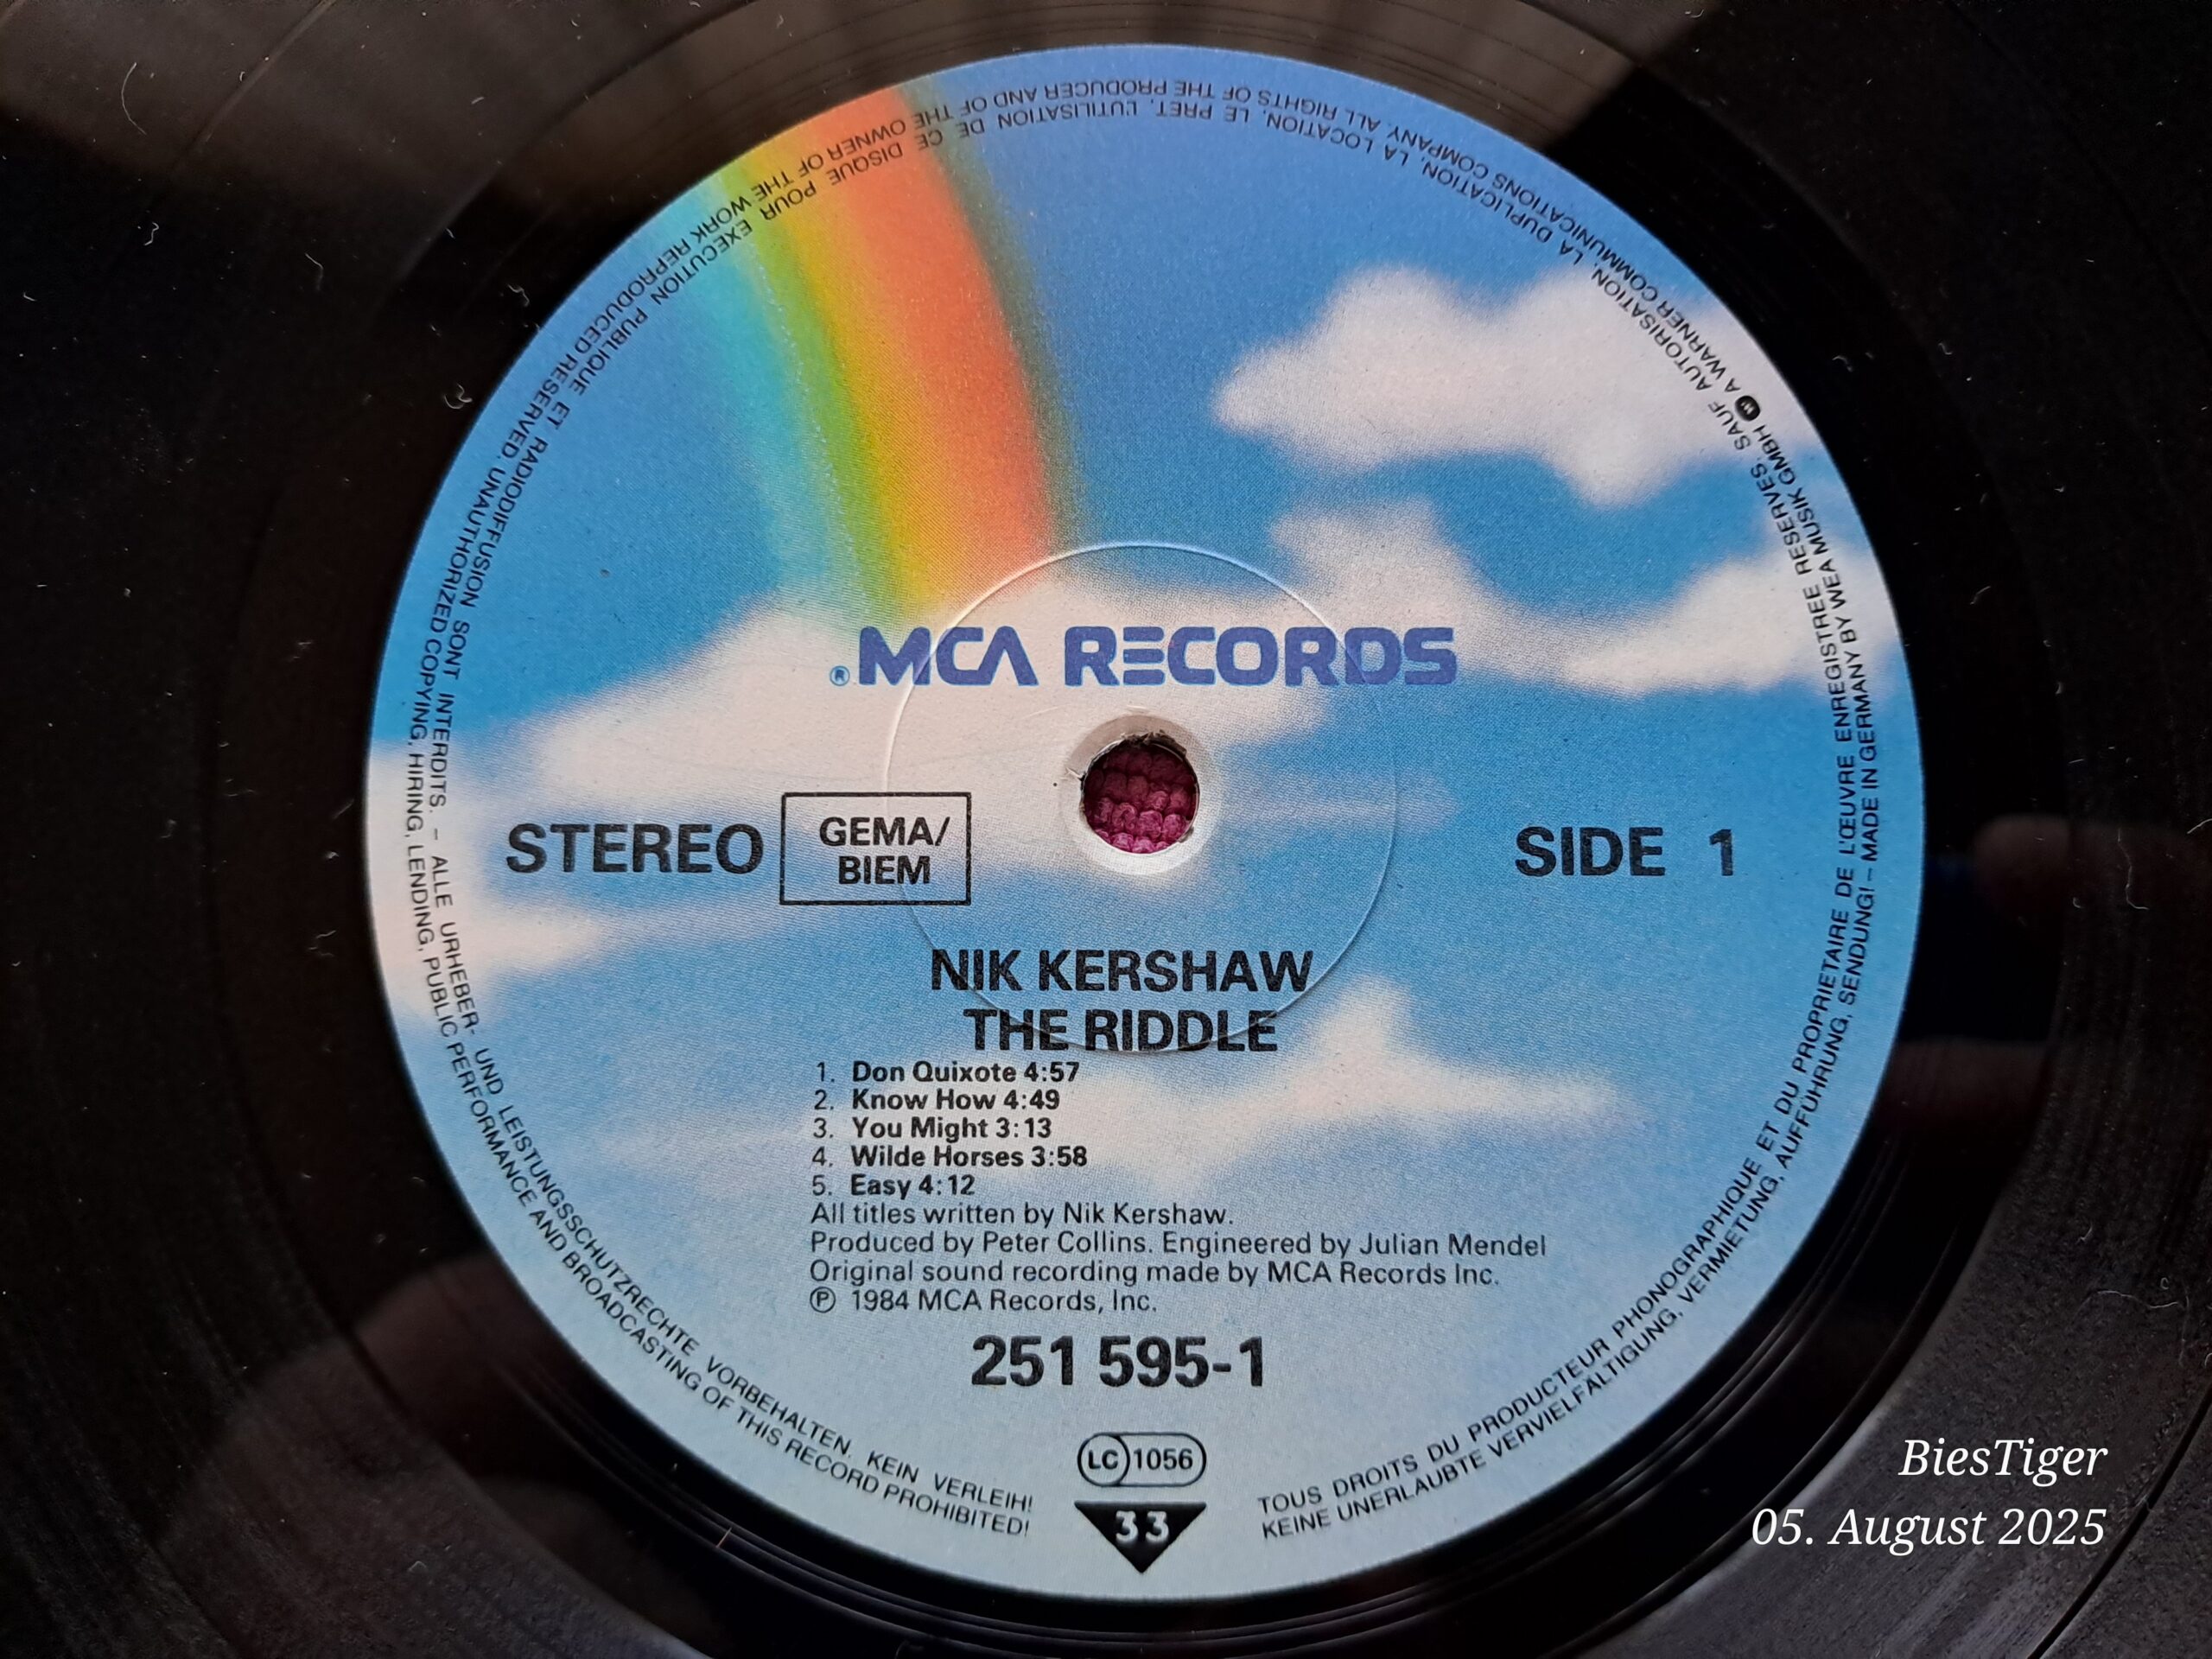 ® MCA RECORDS
STEREO
GEMA/
BIEM
SIDE 1
NIK KERSHAW
THE RIDDLE
1. Don Quixote 4:57
2. Know How 4:49
3. You Might 3:13
4. Wilde Horses 3:58
5. Easy 4:12
All titles written by Nik Kershaw.
Produced by Peter Collins. Engineered by Julian Mendel
Original sound recording made by MCA Records Inc.
℗ 1984 MCA Records, Inc.
251 595-1
LC 1056
33
TOUS DROITS DU PRODUCTEUR PHONOGRAPHIQUE ET DU PROPRIETAIRE DE L'ŒUVRE ENREGISTREE RESERVES. SAUF AUTORISATION, LA DUPLICATION, LA LOCATION, LE PRET, L'UTILISATION DE CE DISQUE POUR EXECUTION PUBLIQUE ET RADIODIFFUSION SONT INTERDITS. – ALLE URHEBER- UND LEISTUNGSSCHUTZRECHTE VORBEHALTEN. KEIN VERLEIH!
KEINE UNERLAUBTE VERVIELFÄLTIGUNG, VERMIETUNG, AUFFÜHRUNG, SENDUNG! – MADE IN GERMANY BY WEA MUSIK GMBH A WARNER COMMUNICATIONS COMPANY. ALL RIGHTS OF THE PRODUCER AND OF THE OWNER OF THE WORK REPRODUCED RESERVED. UNAUTHORIZED COPYING, HIRING, LENDING, PUBLIC PERFORMANCE AND BROADCASTING OF THIS RECORD PROHIBITED!
BiesTiger
05. August 2025